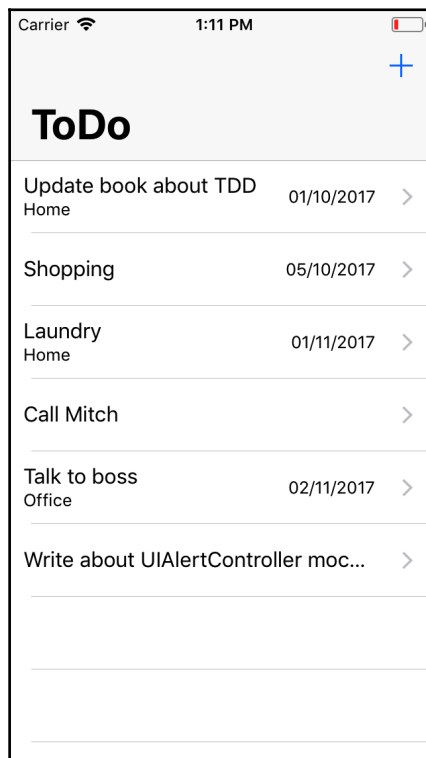 Carrier 1:11 PM
+
ToDo
Update book about TDD 01/10/2017
Home
Shopping 05/10/2017
Laundry 01/11/2017
Home
Call Mitch
Talk to boss 02/11/2017
Office
Write about UIAlertController moc...